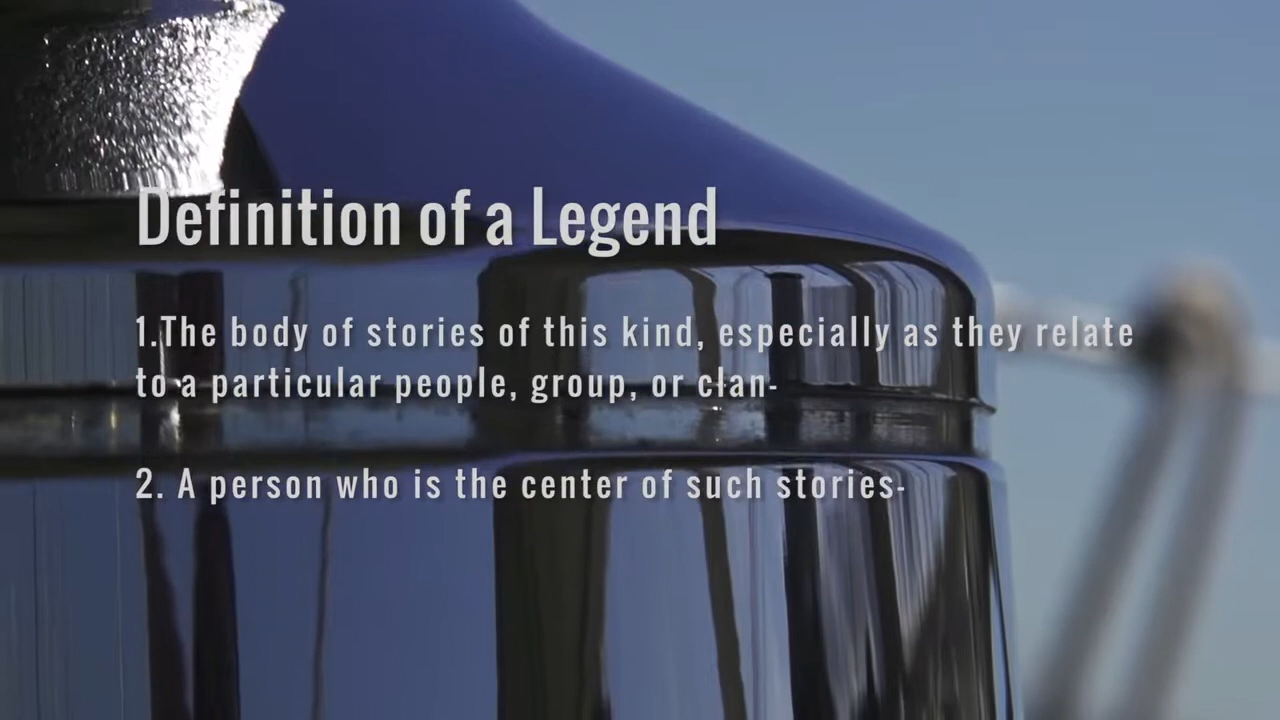 Definition of a Legend
1.The body of stories of this kind, especially as they relate
to a particular people, group, or clan-
2. A person who is the center of such stories-